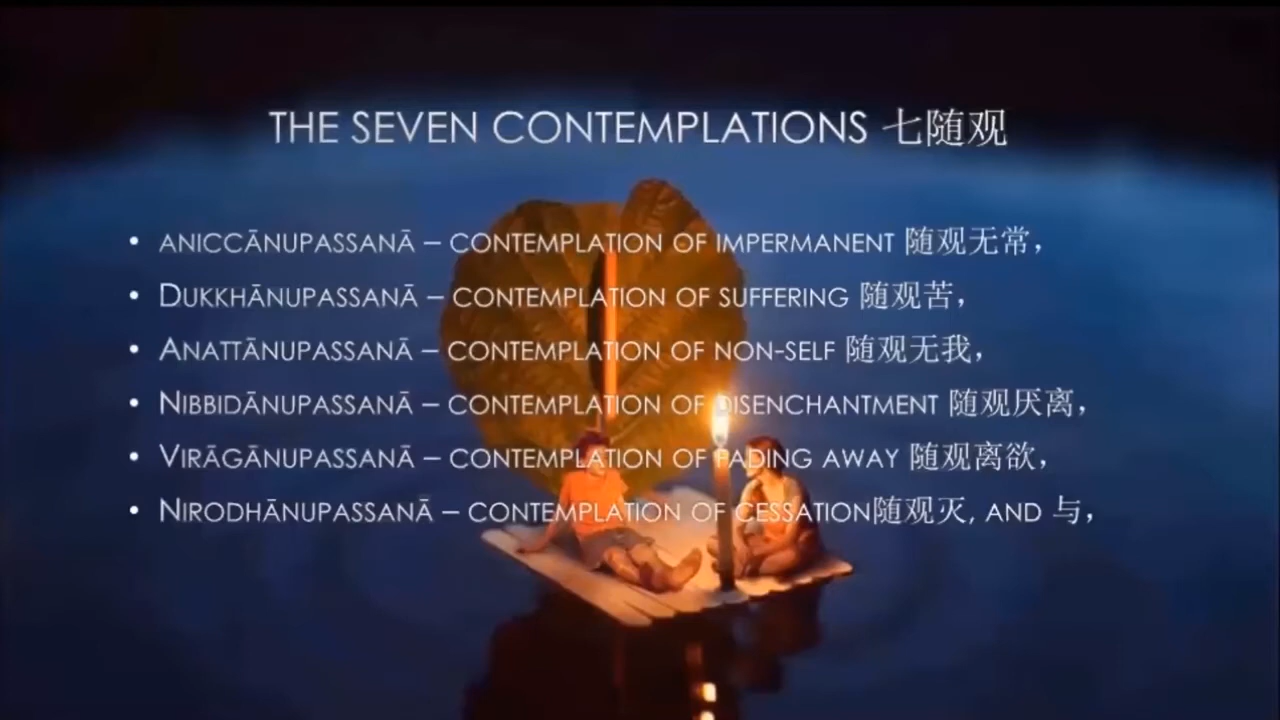 THE SEVEN CONTEMPLATIONS 七随观
• ANICCĀNUPASSANĀ – CONTEMPLATION OF IMPERMANENT 随观无常，
• DUKKHĀNUPASSANĀ – CONTEMPLATION OF SUFFERING 随观苦，
• ANATTĀNUPASSANĀ – CONTEMPLATION OF NON-SELF 随观无我，
• NIBBIDĀNUPASSANĀ – CONTEMPLATION OF DISENCHANTMENT 随观厌离，
• VIRĀGĀNUPASSANĀ – CONTEMPLATION OF FADING AWAY 随观离欲，
• NIRODHĀNUPASSANĀ – CONTEMPLATION OF CESSATION随观灭, AND 与，